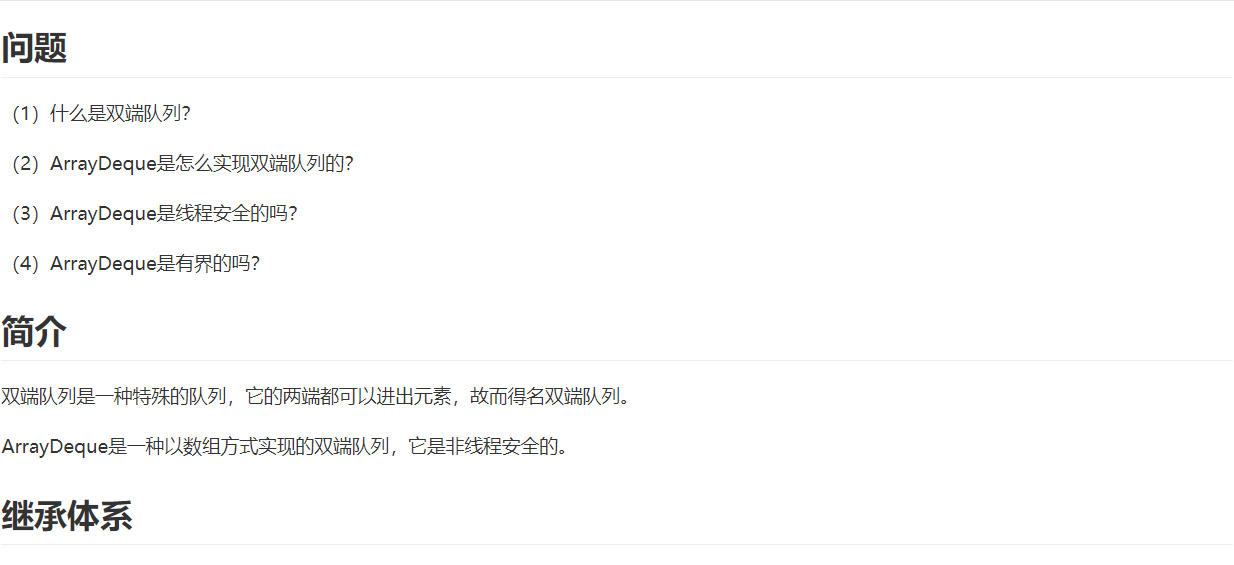 问题
（1）什么是双端队列？
（2）ArrayDeque是怎么实现双端队列的？
（3）ArrayDeque是线程安全的吗？
（4）ArrayDeque是有界的吗？
简介
双端队列是一种特殊的队列，它的两端都可以进出元素，故而得名双端队列。
ArrayDeque是一种以数组方式实现的双端队列，它是非线程安全的。
继承体系